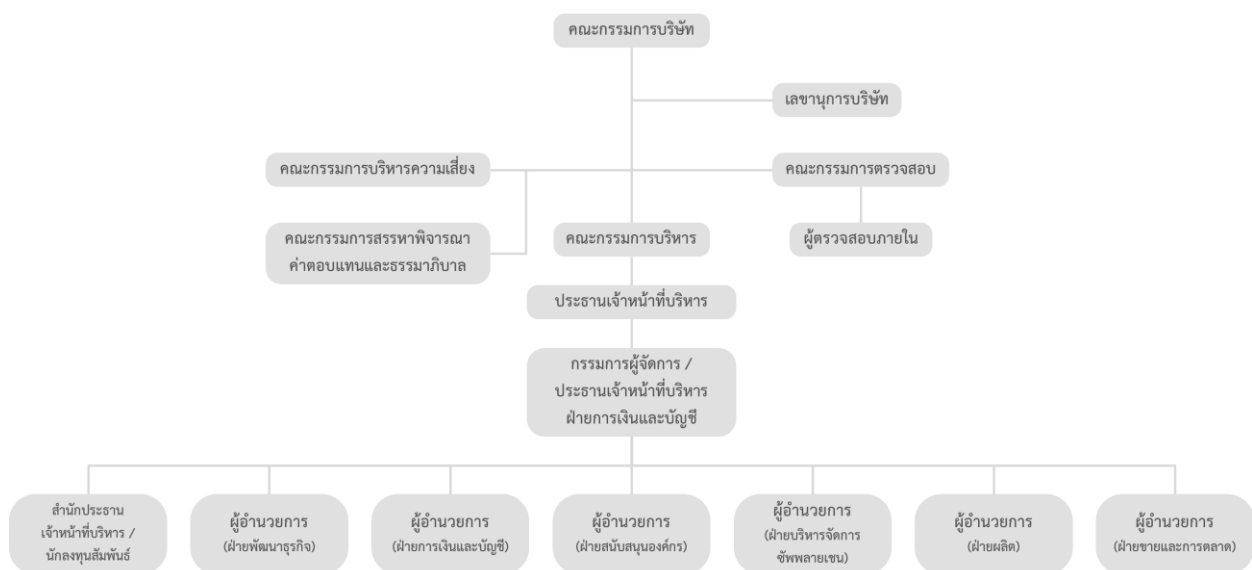 คณะกรรมการบริษัท
เลขานุการบริษัท
คณะกรรมการบริหารความเสี่ยง
คณะกรรมการตรวจสอบ
คณะกรรมการสรรหาพิจารณา
ค่าตอบแทนและธรรมาภิบาล
คณะกรรมการบริหาร
ผู้ตรวจสอบภายใน
ประธานเจ้าหน้าที่บริหาร
กรรมการผู้จัดการ /
ประธานเจ้าหน้าที่บริหาร
ฝ่ายการเงินและบัญชี
สำนักประธาน
เจ้าหน้าที่บริหาร /
นักลงทุนสัมพันธ์
ผู้อำนวยการ
(ฝ่ายพัฒนาธุรกิจ)
ผู้อำนวยการ
(ฝ่ายการเงินและบัญชี)
ผู้อำนวยการ
(ฝ่ายสนับสนุนองค์กร)
ผู้อำนวยการ
(ฝ่ายบริหารจัดการ
ซัพพลายเชน)
ผู้อำนวยการ
(ฝ่ายผลิต)
ผู้อำนวยการ
(ฝ่ายขายและการตลาด)